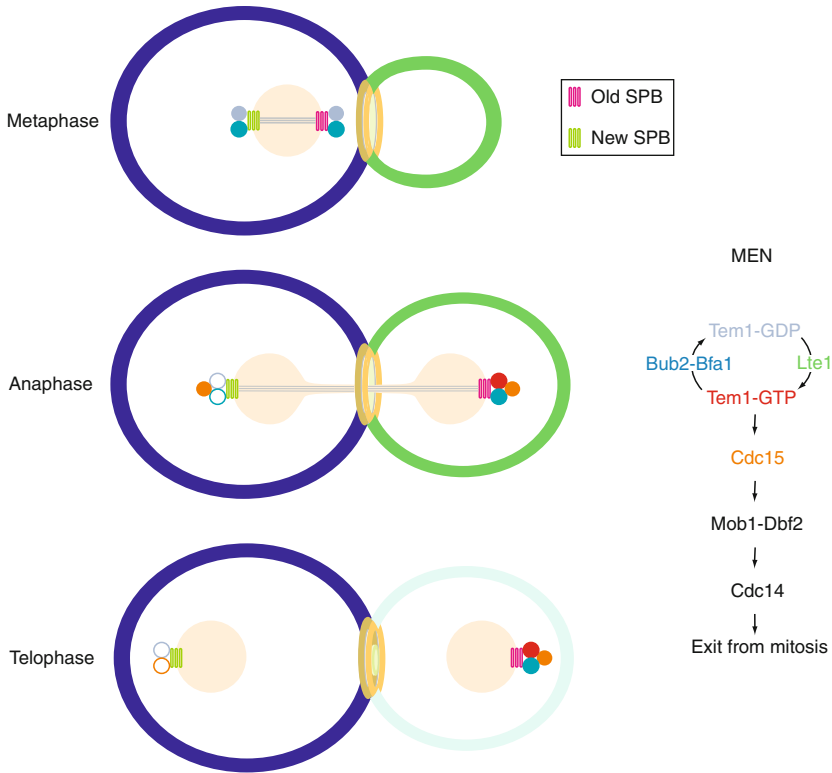 Metaphase
Old SPB
New SPB
MEN
Tem1-GDP
Bub2-Bfa1
Lte1
Anaphase
Tem1-GTP
Cdc15
Mob1-Dbf2
Cdc14
Exit from mitosis
Telophase